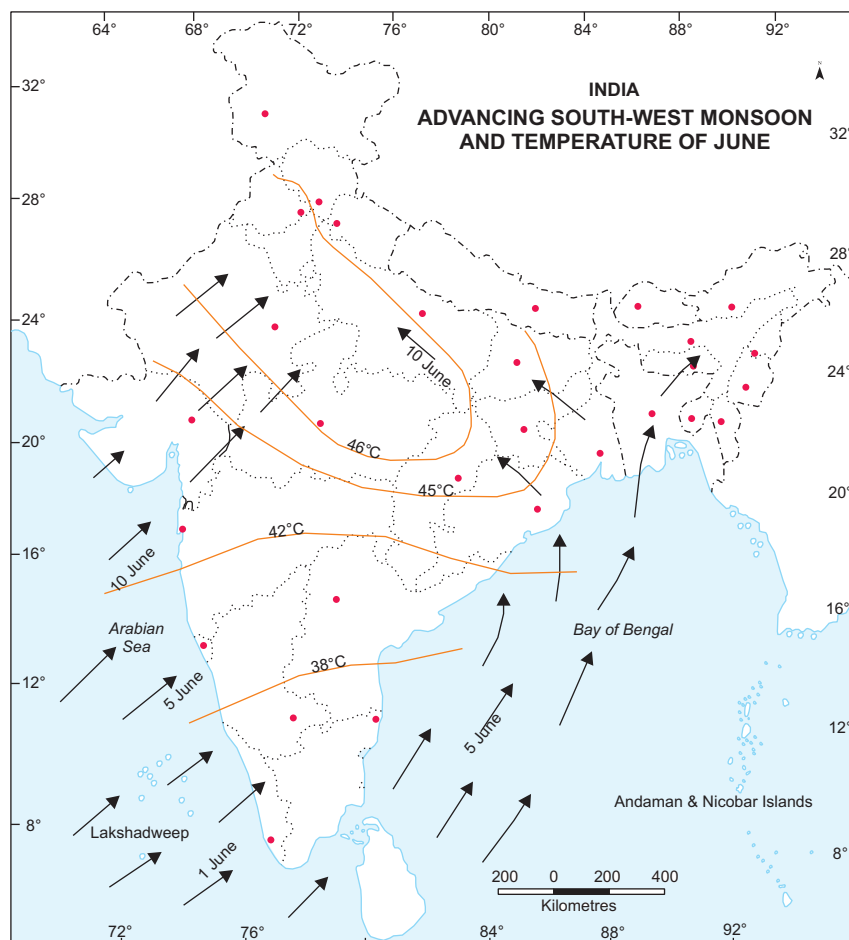 64°
68°
72°
76°
80°
84°
88°
92°
N
32°
INDIA
ADVANCING SOUTH-WEST MONSOON
AND TEMPERATURE OF JUNE
32°
28°
28°
24°
10 June
24°
20°
46°C
45°C
20°
42°C
16°
10 June
16°
Arabian
Sea
Bay of Bengal
38°C
12°
5 June
5 June
12°
Andaman & Nicobar Islands
8°
Lakshadweep
1 June
8°
200
0
200
400
Kilometres
72°
76°
84°
88°
92°